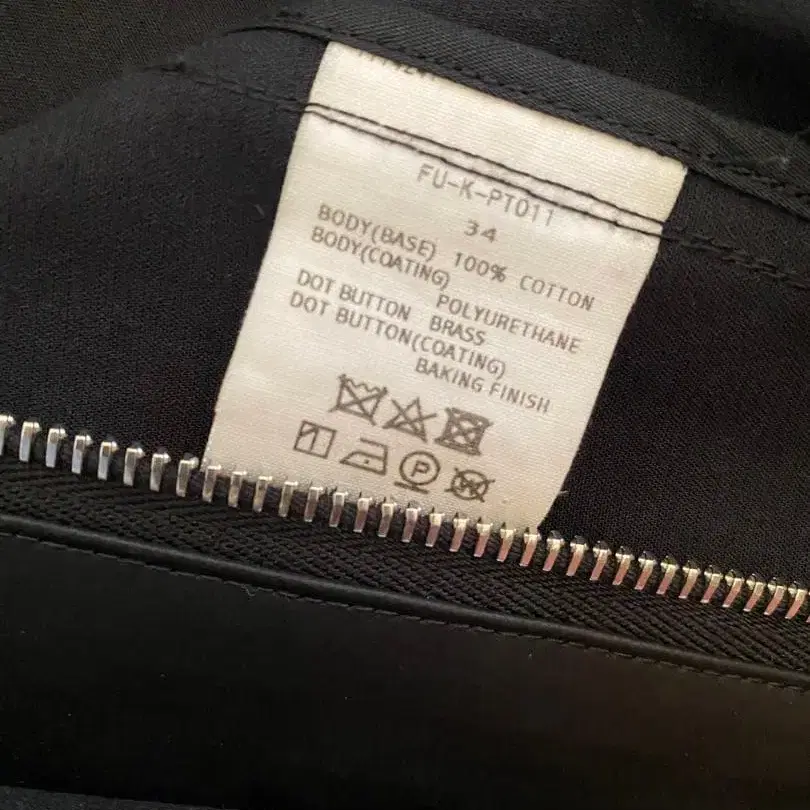 FU-K-PT011
34
BODY(BASE) 100% COTTON
BODY(COATING)
POLYURETHANE
DOT BUTTON BRASS
DOT BUTTON(COATING)
BAKING FINISH
P
W